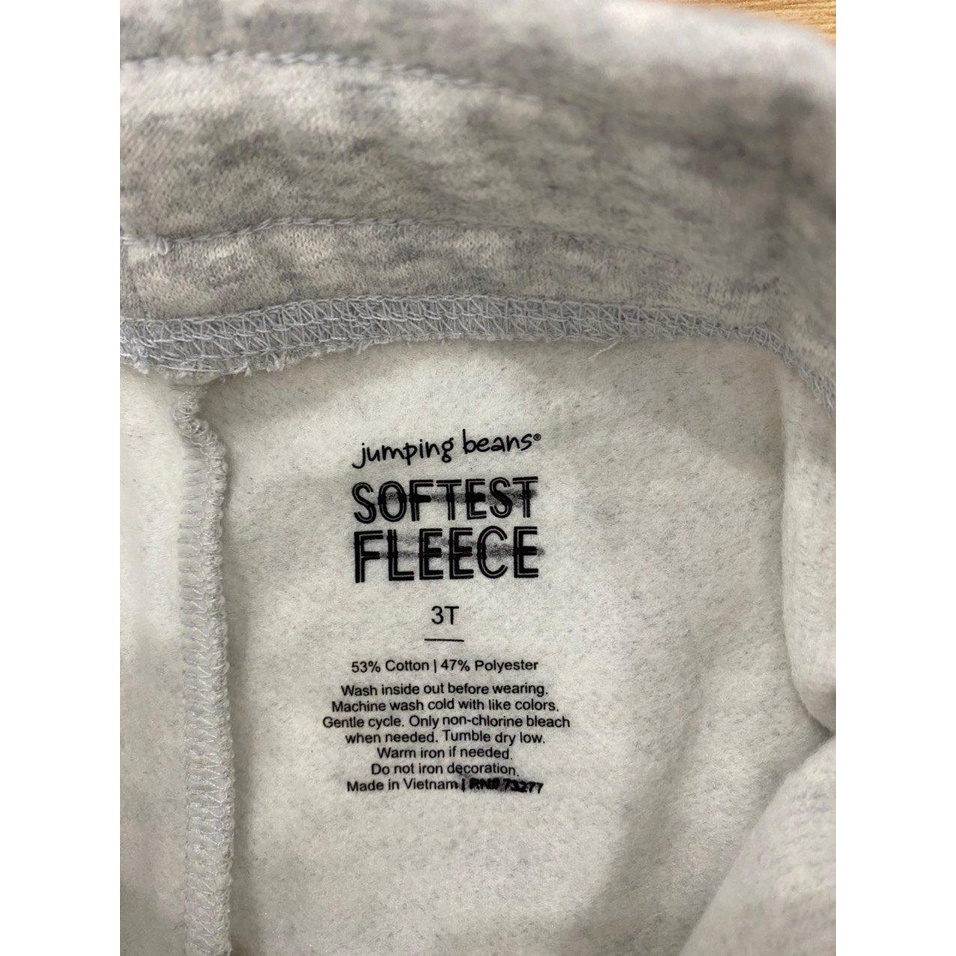 jumping beans®
SOFTEST
FLEECE
3T
53% Cotton | 47% Polyester
Wash inside out before wearing.
Machine wash cold with like colors.
Gentle cycle. Only non-chlorine bleach
when needed. Tumble dry low.
Warm iron if needed.
Do not iron decoration.
Made in Vietnam | RN# 73277